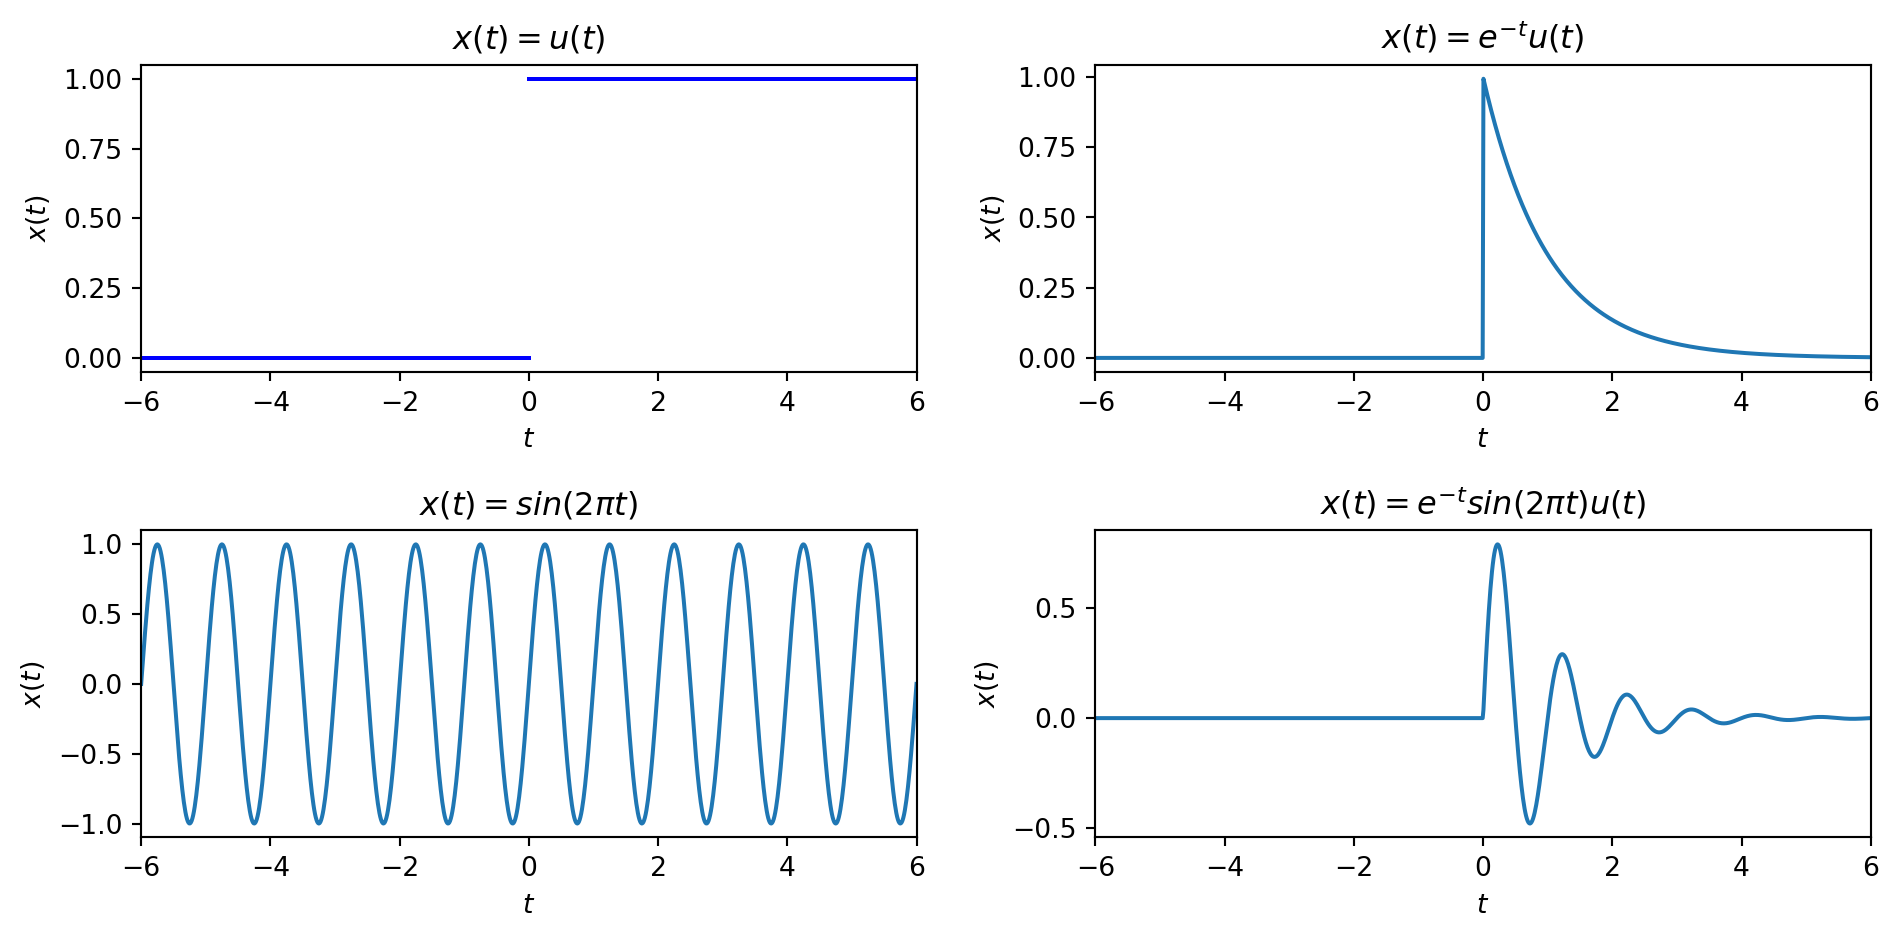 x(t) = u(t)
1.00
0.75
0.50
0.25
0.00
x(t)
−6 −4 −2 0 2 4 6
t
x(t) = e⁻ᵗu(t)
1.00
0.75
0.50
0.25
0.00
x(t)
−6 −4 −2 0 2 4 6
t
x(t) = sin(2πt)
1.0
0.5
0.0
−0.5
−1.0
x(t)
−6 −4 −2 0 2 4 6
t
x(t) = e⁻ᵗsin(2πt)u(t)
0.5
0.0
−0.5
x(t)
−6 −4 −2 0 2 4 6
t